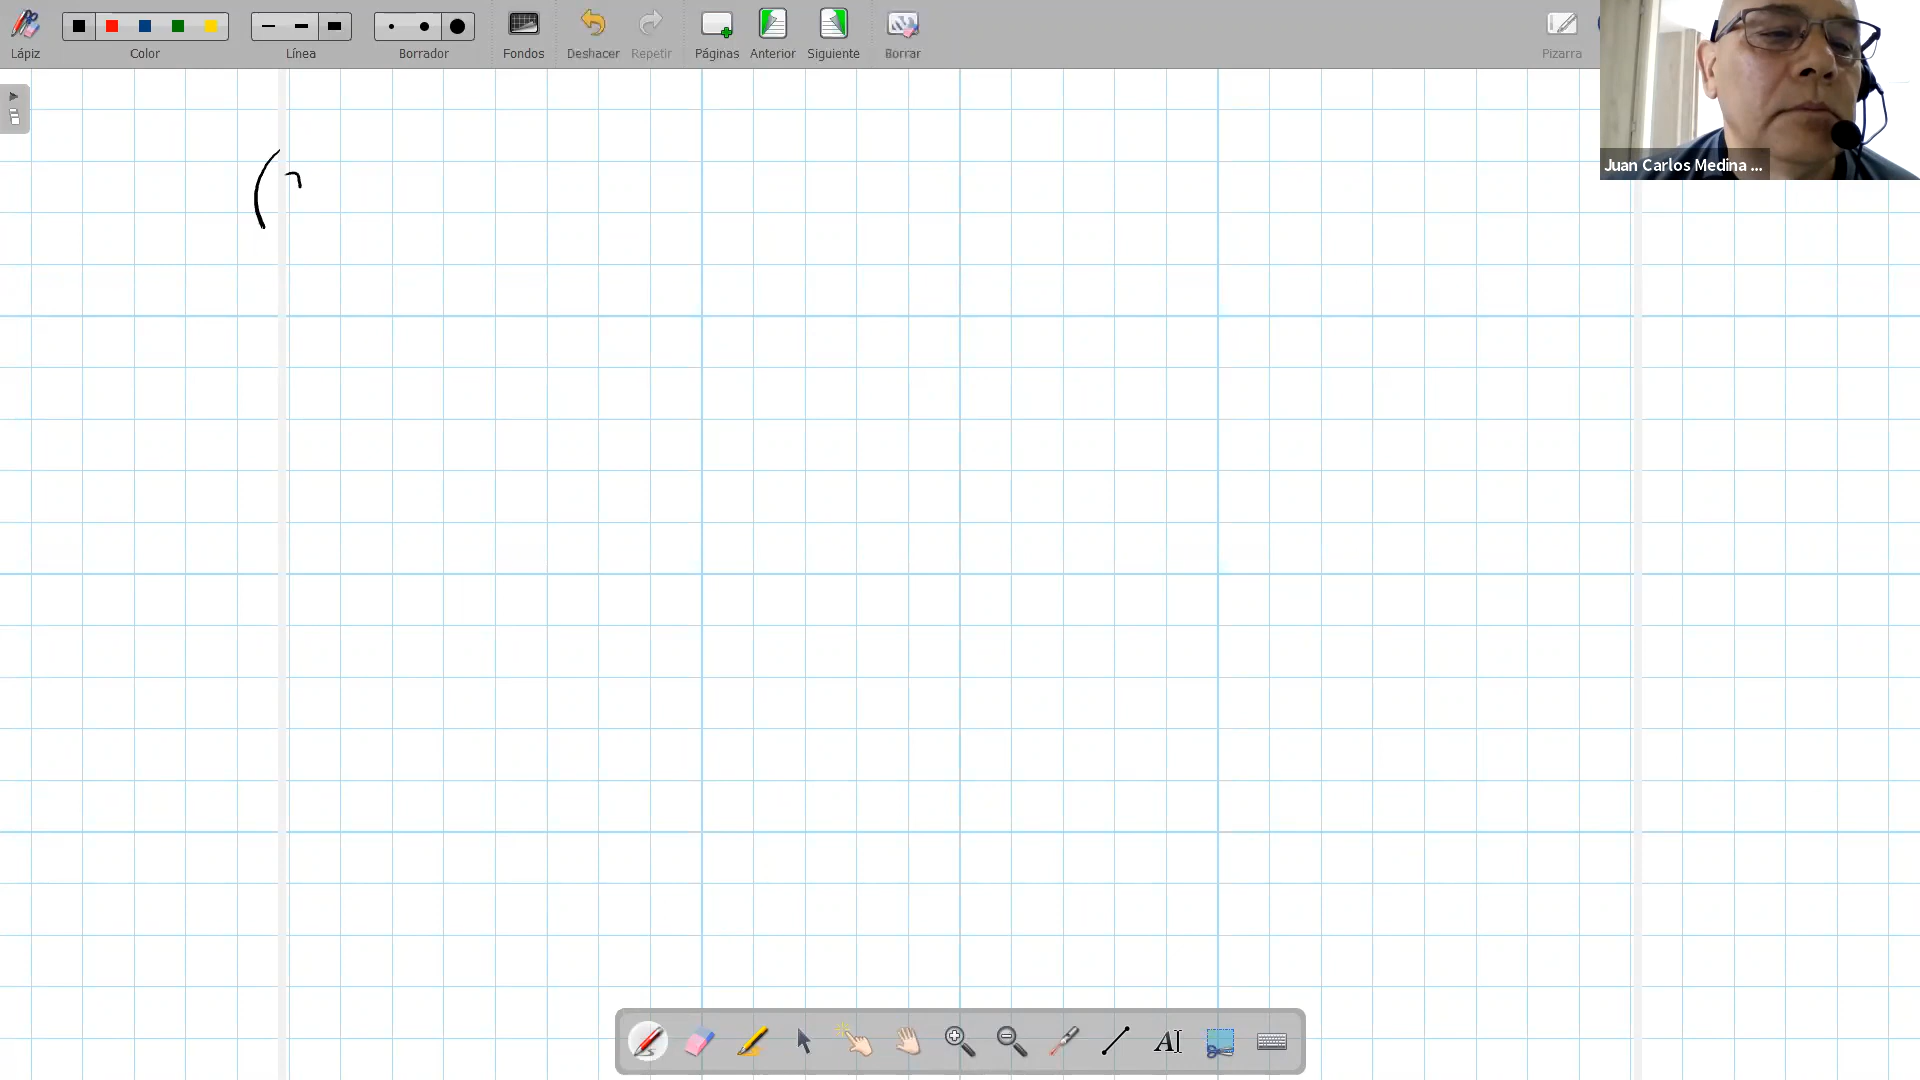 Lápiz Color Línea Borrador Fondos Deshacer Repetir Páginas Anterior Siguiente Borrar Pizarra
Juan Carlos Medina ...
(